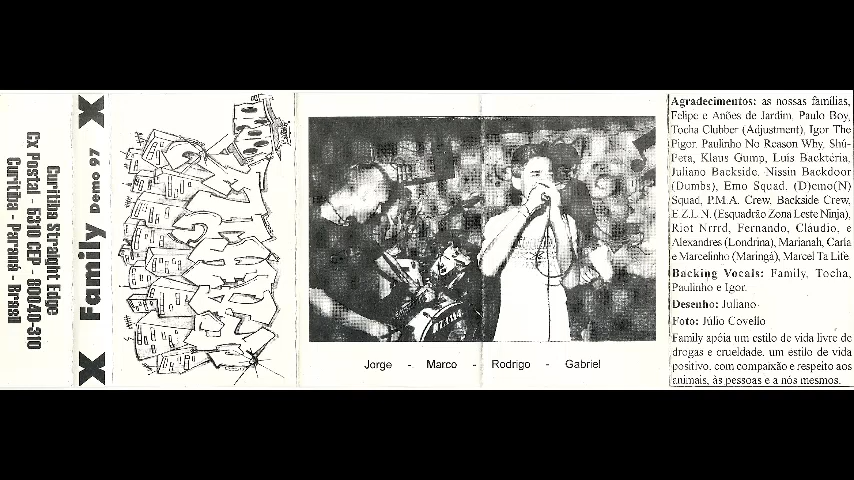 Curitiba Straight Edge
Cx Postal - 5310 CEP - 80040-310
Curitiba - Paraná - Brasil
X Family Demo 97 X
Jorge - Marco - Rodrigo - Gabriel
TAMA
Agradecimentos: as nossas famílias,
Felipe e Anões de Jardim, Paulo Boy,
Tocha Clubber (Adjustment), Igor The
Pigor, Paulinho No Reason Why, Shú-
Pera, Klaus Gump, Luis Backtéria,
Juliano Backside, Nissin Backdoor
(Dumbs), Emo Squad, (D)emo(N)
Squad, P.M.A. Crew, Backside Crew,
E.Z.L.N. (Esquadrão Zona Leste Ninja),
Riot Nrrrd, Fernando, Cláudio, e
Alexandres (Londrina), Marianah, Carla
e Marcelinho (Maringá), Marcel Ta Life.
Backing Vocais: Family, Tocha,
Paulinho e Igor.
Desenho: Juliano
Foto: Júlio Covello
Family apóia um estilo de vida livre de
drogas e crueldade, um estilo de vida
positivo, com compaixão e respeito aos
animais, às pessoas e a nós mesmos.